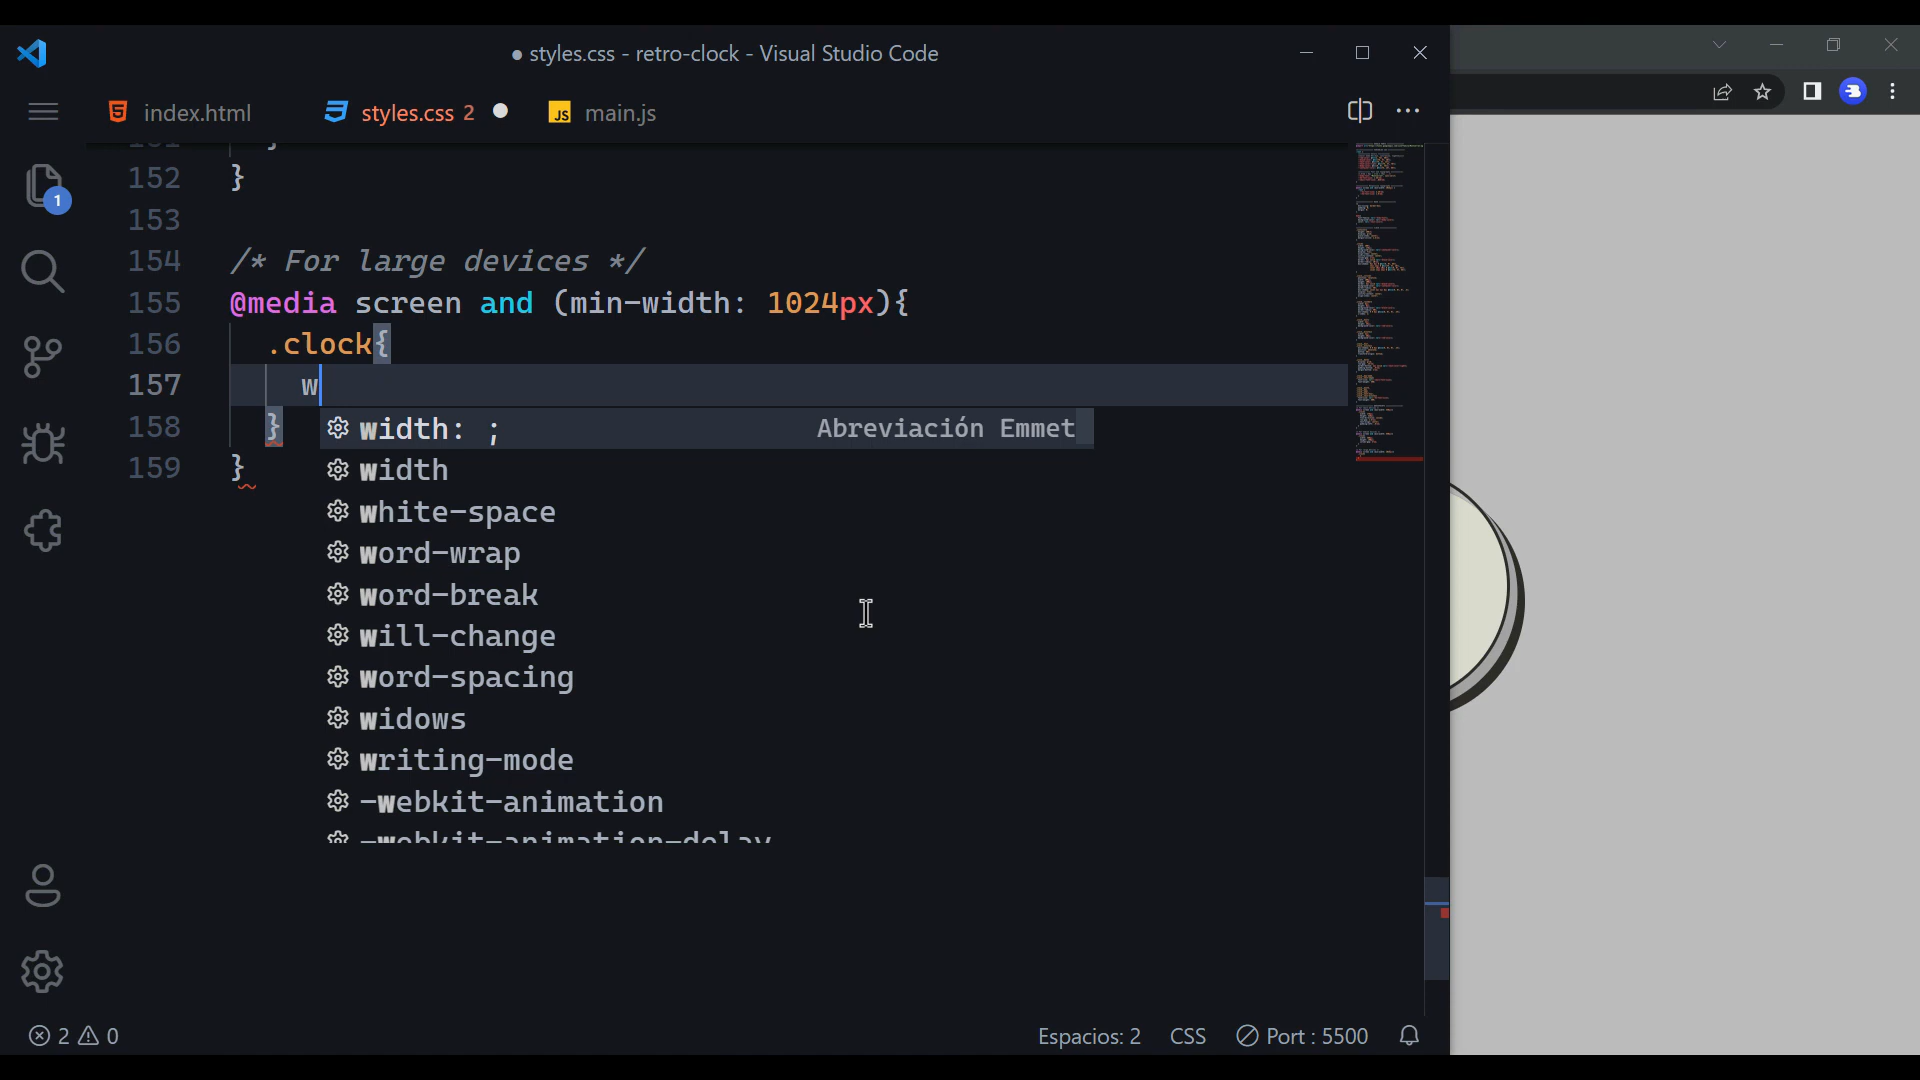 ● styles.css - retro-clock - Visual Studio Code
index.html
styles.css 2
JS main.js
1
152 }
153
154 /* For large devices */
155 @media screen and (min-width: 1024px){
156 .clock{
157 w
158 }
159 }
width: ; Abreviación Emmet
width
white-space
word-wrap
word-break
will-change
word-spacing
widows
writing-mode
-webkit-animation
-webkit-animation-delay
2 0
Espacios: 2 CSS Port : 5500